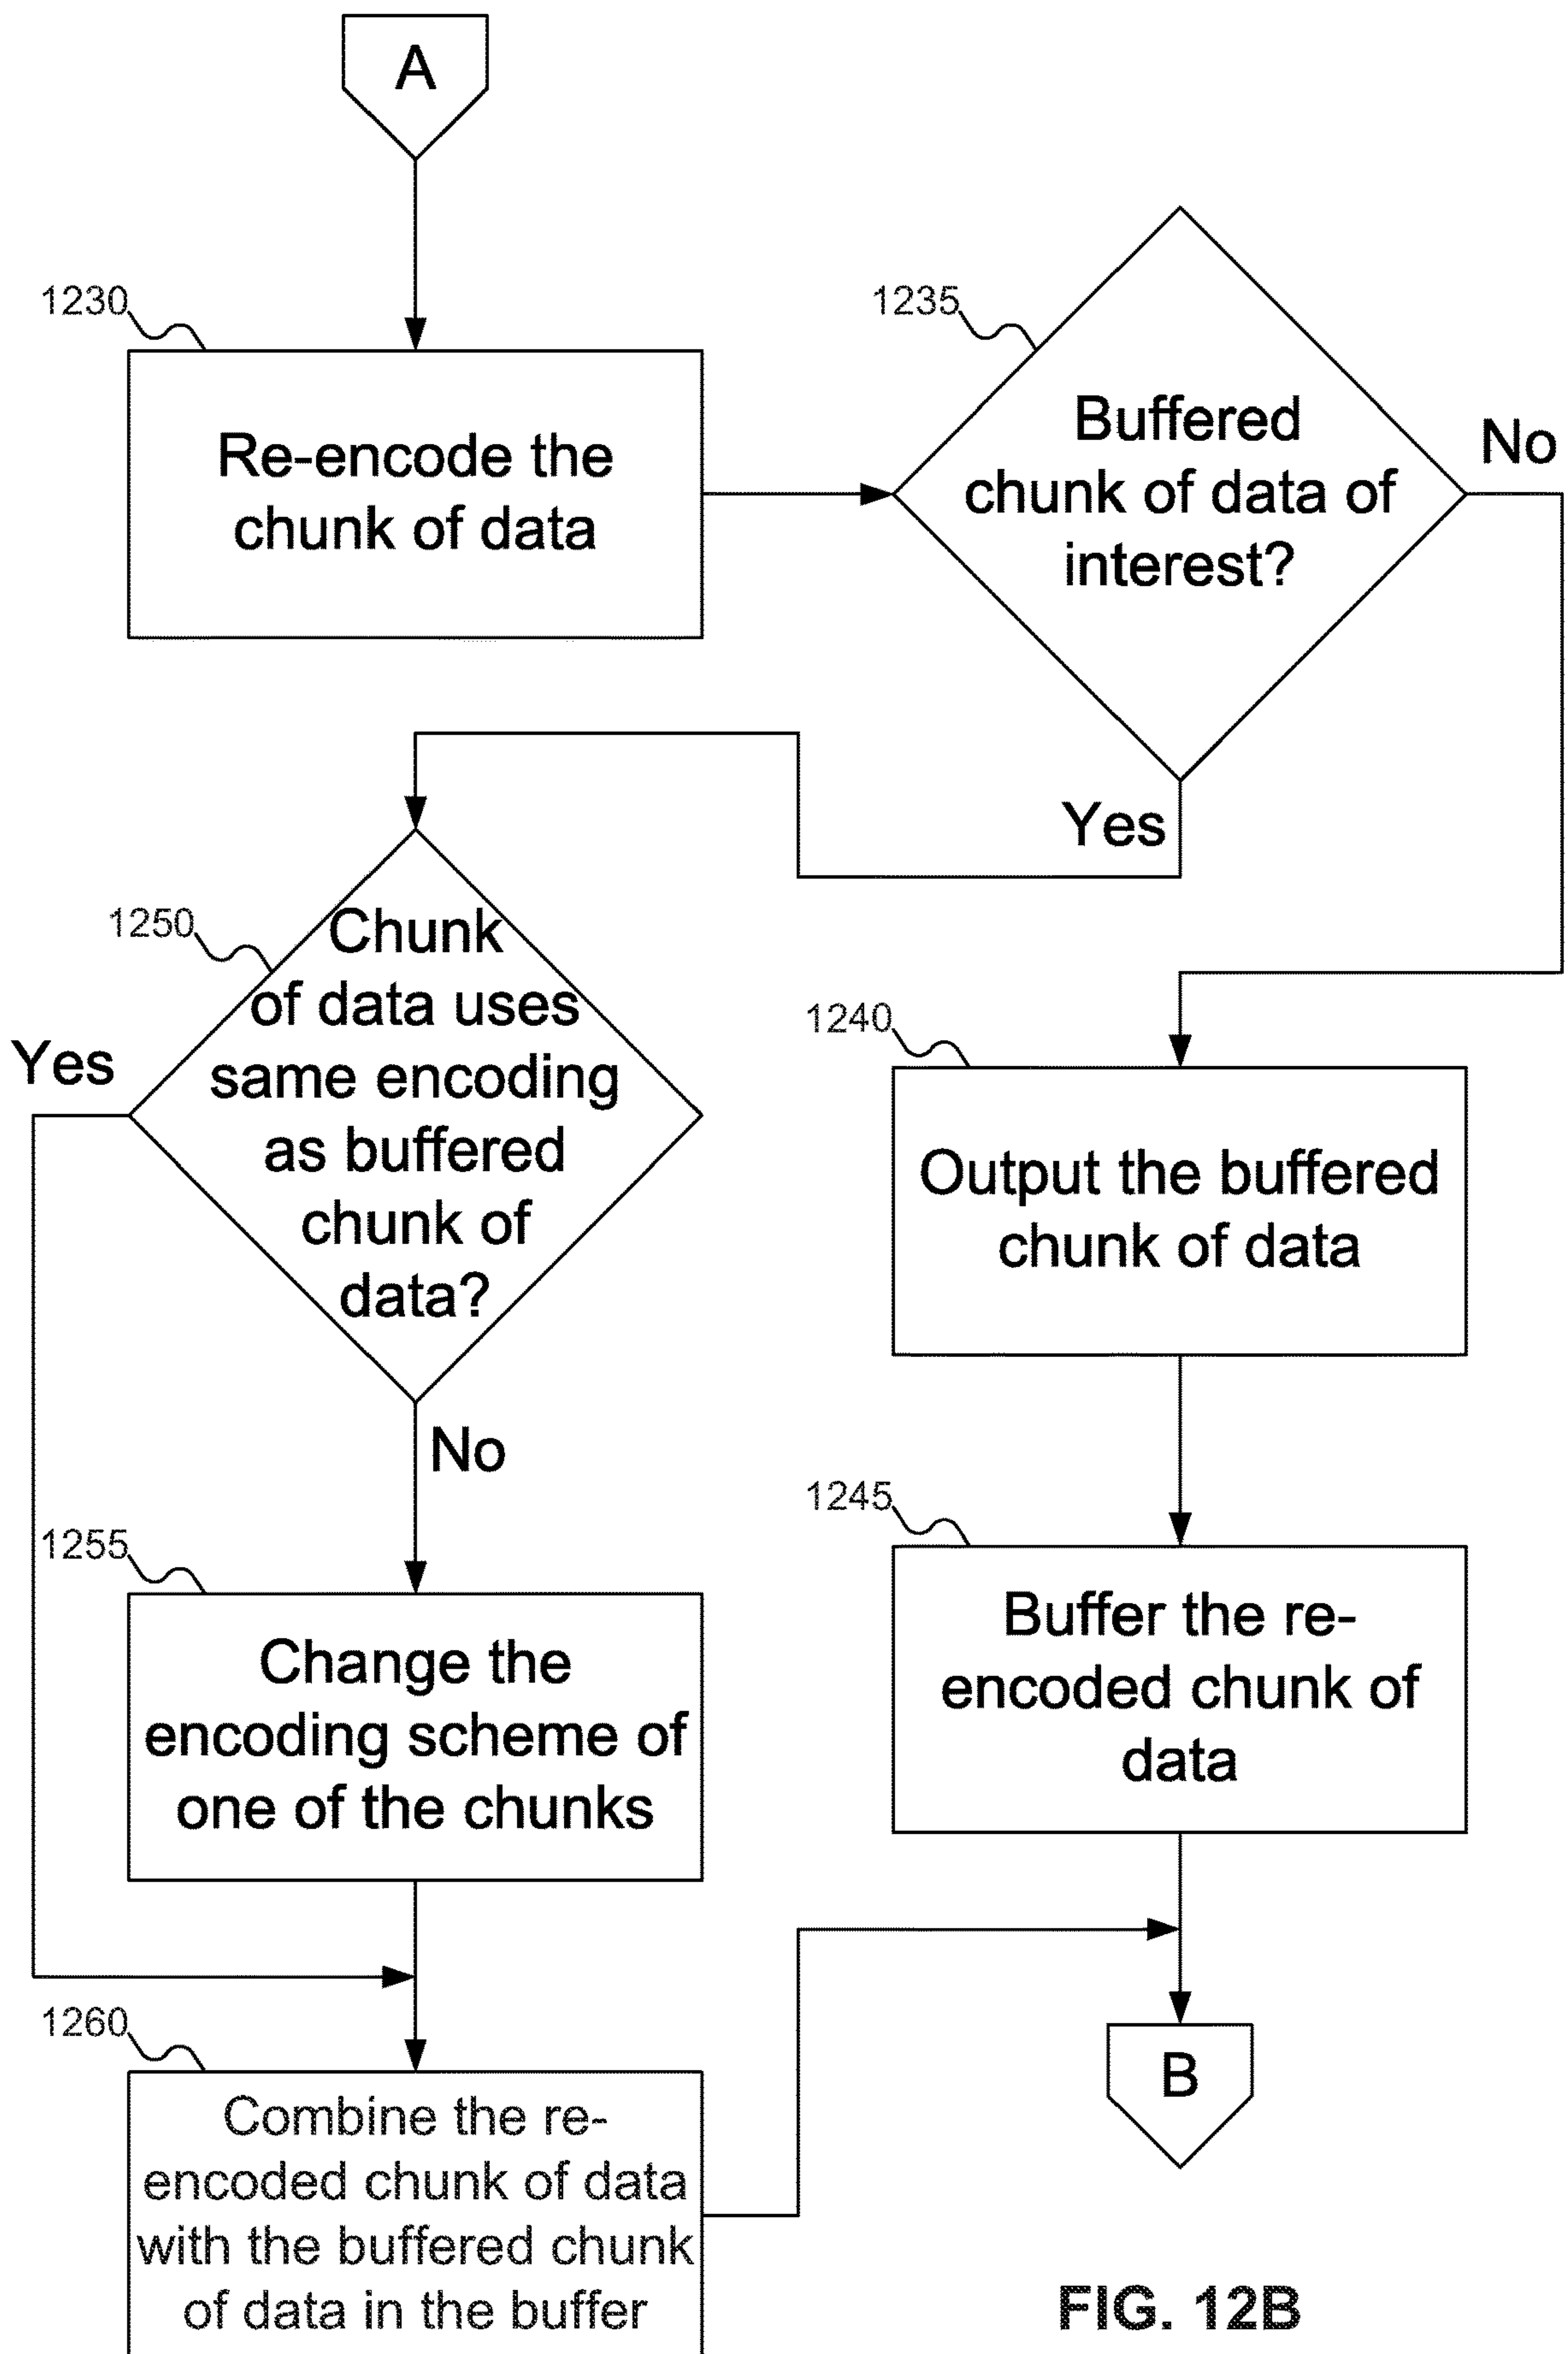 A
1230
Re-encode the
chunk of data
1235
Buffered
chunk of data of
interest?
No
Yes
1250
Chunk
of data uses
same encoding
as buffered
chunk of
data?
Yes
No
1240
Output the buffered
chunk of data
1245
Buffer the re-
encoded chunk of
data
1255
Change the
encoding scheme of
one of the chunks
1260
Combine the re-
encoded chunk of data
with the buffered chunk
of data in the buffer
B
FIG. 12B